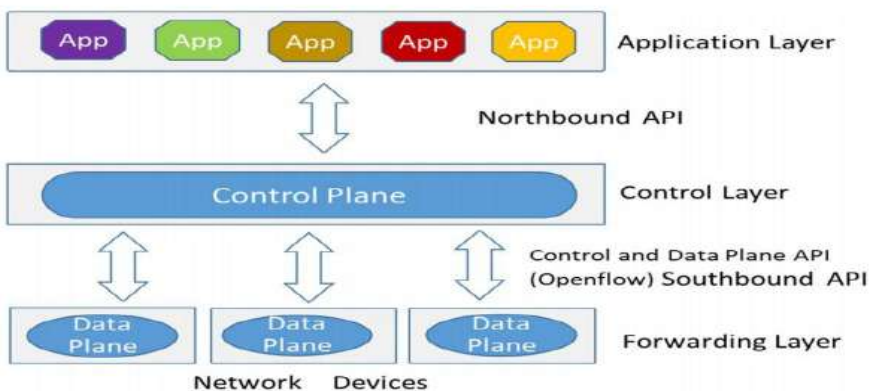 App App App App App
Application Layer
Northbound API
Control Plane
Control Layer
Control and Data Plane API
(Openflow) Southbound API
Data Plane
Data Plane
Data Plane
Forwarding Layer
Network Devices